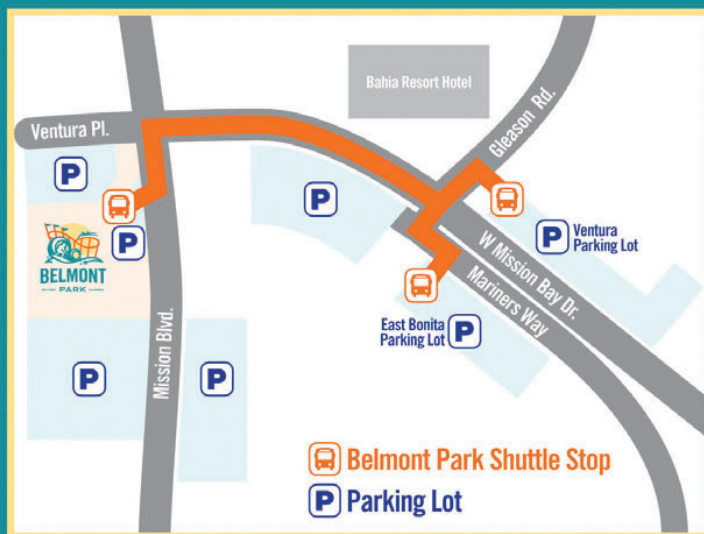 Bahia Resort Hotel
Gleason Rd.
Ventura Pl.
P
P
P
P
Ventura
Parking Lot
W Mission Bay Dr.
BELMONT
PARK
Mariners Way
East Bonita
Parking Lot
P
Mission Blvd.
P
P
Belmont Park Shuttle Stop
P
Parking Lot